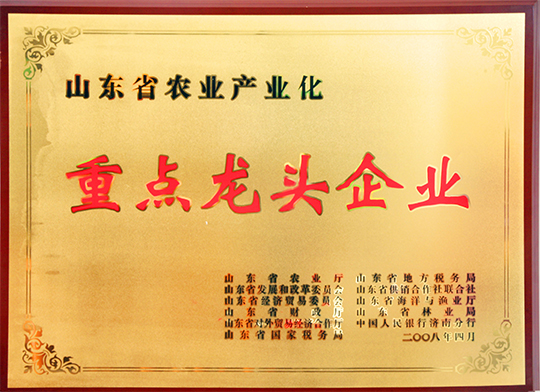 山东省农业产业化
重点龙头企业
山东省农业厅 山东省地方税务局
山东省发展和改革委员会 山东省供销合作社联合社
山东省经济贸易委员会 山东省海洋与渔业厅
山东省财政厅 山东省林业局
山东省对外贸易经济合作厅 中国人民银行济南分行
山东省国家税务局 二〇〇八年四月